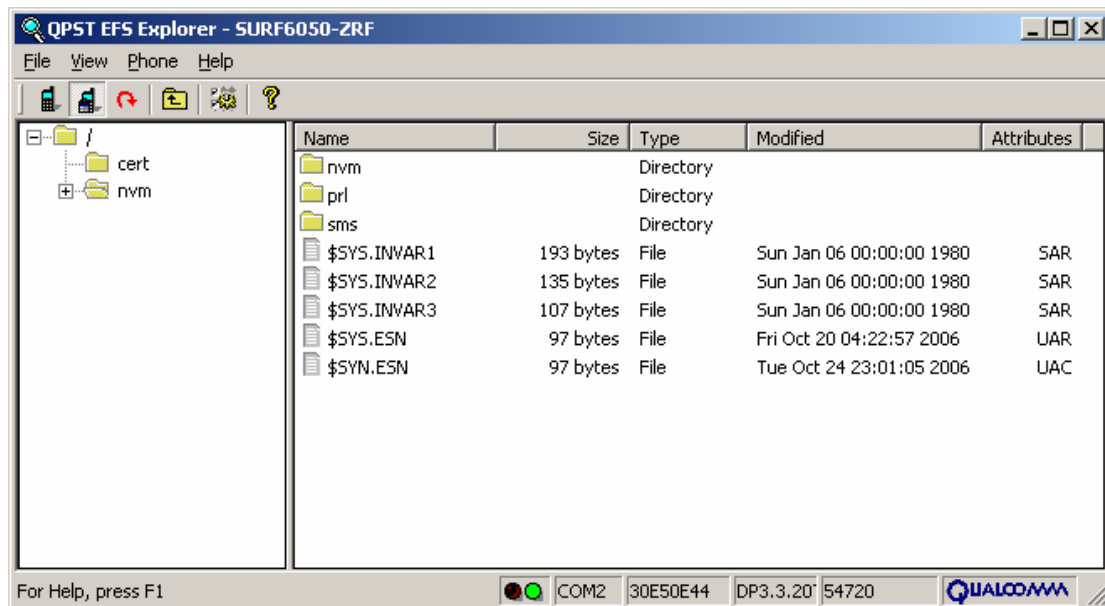 QPST EFS Explorer - SURF6050-ZRF
File View Phone Help
/
cert
nvm
Name Size Type Modified Attributes
nvm Directory
prl Directory
sms Directory
$SYS.INVAR1 193 bytes File Sun Jan 06 00:00:00 1980 SAR
$SYS.INVAR2 135 bytes File Sun Jan 06 00:00:00 1980 SAR
$SYS.INVAR3 107 bytes File Sun Jan 06 00:00:00 1980 SAR
$SYS.ESN 97 bytes File Fri Oct 20 04:22:57 2006 UAR
$SYN.ESN 97 bytes File Tue Oct 24 23:01:05 2006 UAC
For Help, press F1 COM2 30E50E44 DP3.3.20 54720 QUALCOMM